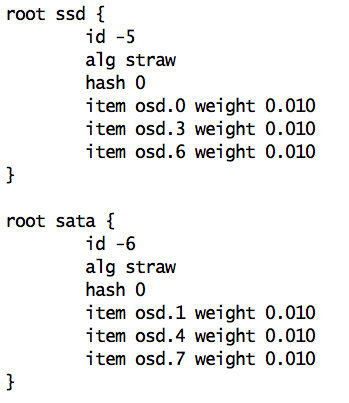 root ssd {
        id -5
        alg straw
        hash 0
        item osd.0 weight 0.010
        item osd.3 weight 0.010
        item osd.6 weight 0.010
}

root sata {
        id -6
        alg straw
        hash 0
        item osd.1 weight 0.010
        item osd.4 weight 0.010
        item osd.7 weight 0.010
}